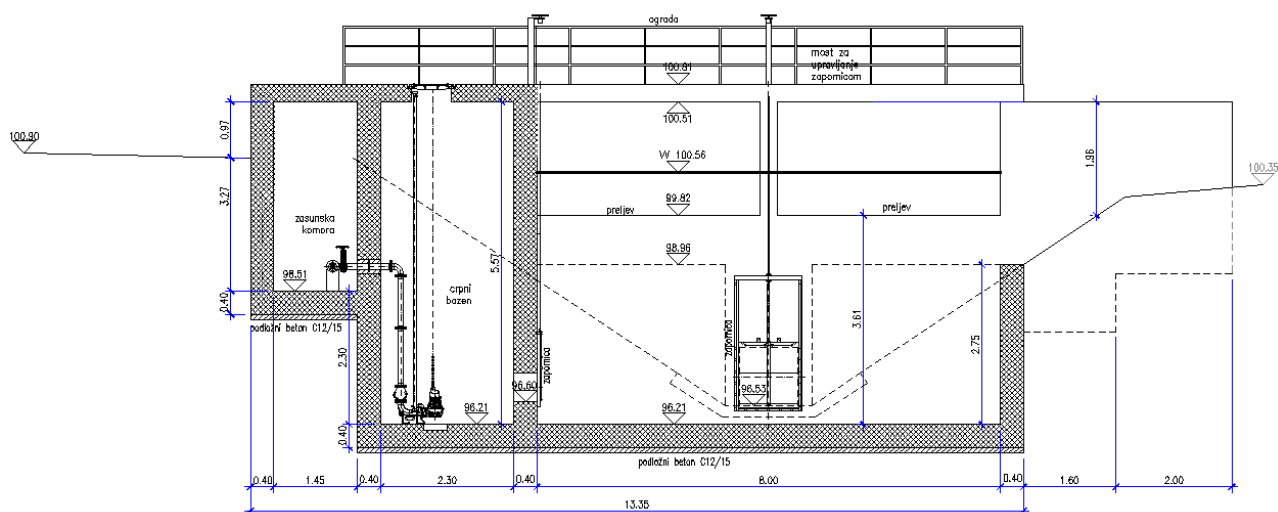 ograda
most za
upravljanje
zapornicom
100.81
100.51
W 100.56
100.90
0.97
3.27
1.96
100.35
99.82
preljev
preljev
98.96
zasunska
komora
98.51
crpni
bazen
5.57
3.61
2.75
0.40
podložni beton C12/15
2.30
0.40
zapornica
zapornica
96.60
96.53
96.21
96.21
podložni beton C12/15
0.40
1.45
0.40
2.30
0.40
8.00
0.40
1.60
2.00
13.35